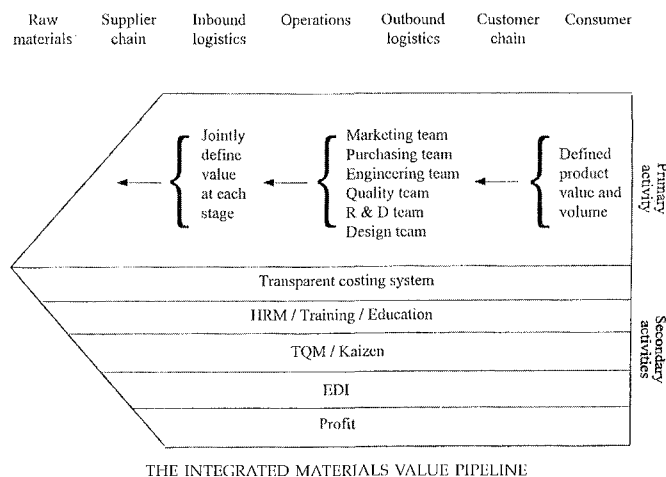 Raw materials
Supplier chain
Inbound logistics
Operations
Outbound logistics
Customer chain
Consumer
Jointly
define
value
at each
stage
Marketing team
Purchasing team
Engineering team
Quality team
R & D team
Design team
Defined
product
value and
volume
Primary
activity
Transparent costing system
HRM / Training / Education
TQM / Kaizen
EDI
Profit
Secondary
activities
THE INTEGRATED MATERIALS VALUE PIPELINE